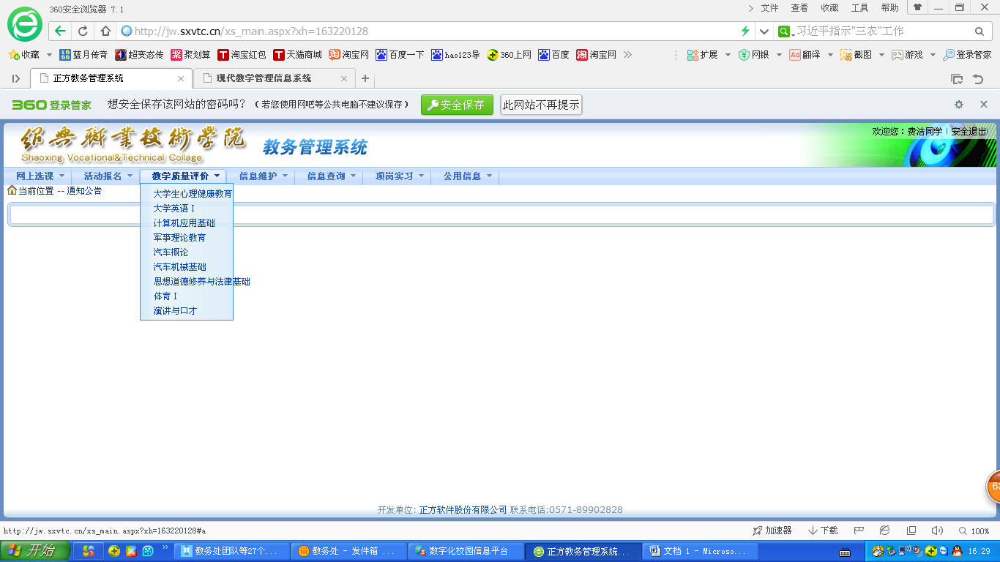 360安全浏览器 7.1
文件 查看 收藏 工具 帮助
http://jw.sxvtc.cn/xs_main.aspx?xh=163220128
习近平指示"三农"工作
收藏 蓝月传奇 超变态传 聚划算 淘宝红包 天猫商城 淘宝网 百度一下 hao123号 360上网 百度 淘宝网 扩展 网银 翻译 截图 游戏 登录管家
正方教务管理系统 现代教学管理信息系统
360登录管家 想安全保存该网站的密码吗？（若您使用网吧等公共电脑不建议保存） 安全保存 此网站不再提示
绍兴职业技术学院
Shaoxing Vocational&Technical Collage
教务管理系统
欢迎您：费洁同学 | 安全退出
网上选课 活动报名 教学质量评价 信息维护 信息查询 顶岗实习 公用信息
当前位置 -- 通知公告
大学生心理健康教育
大学英语Ⅰ
计算机应用基础
军事理论教育
汽车概论
汽车机械基础
思想道德修养与法律基础
体育Ⅰ
演讲与口才
63
开发单位: 正方软件股份有限公司 联系电话:0571-89902828
http://jw.sxvtc.cn/xs_main.aspx?xh=163220128#a
加速器 下载 100%
开始 教务处团队等27个... 教务处 - 发件箱 ... 数字化校园信息平台 正方教务管理系统... 文档 1 - Microso... 16:29